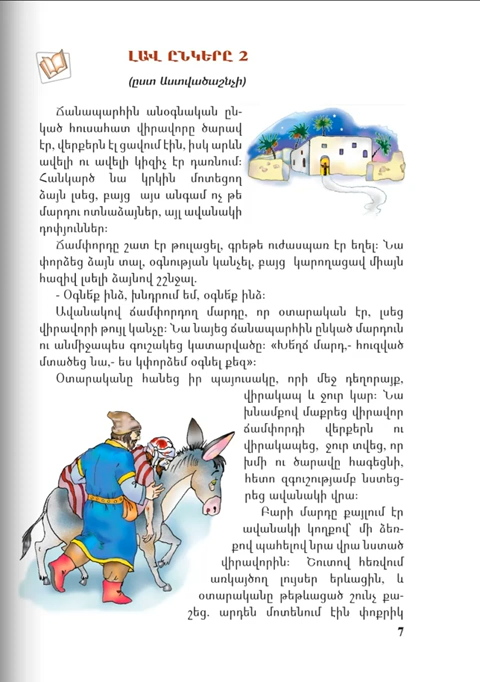 ԼԱՎ ԸՆԿԵՐԸ 2
(ըստ Աստվածաշնչի)
Ճանապարհին անօգնական ըն-
կած հուսահատ վիրավորը ծարավ
էր, վերքերն էլ ցավում էին, իսկ արևն
ավելի ու ավելի կիզիչ էր դառնում:
Հանկարծ նա կրկին մոտեցող
ձայն լսեց, բայց այս անգամ ոչ թե
մարդու ոտնաձայներ, այլ ավանակի
դոփյուններ:
Ճամփորդը շատ էր թուլացել, գրեթե ուժասպառ էր եղել: Նա
փորձեց ձայն տալ, օգնության կանչել, բայց կարողացավ միայն
հազիվ լսելի ձայնով շշնջալ.
- Օգնե՛ք ինձ, խնդրում եմ, օգնե՛ք ինձ:
Ավանակով ճամփորդող մարդը, որ օտարական էր, լսեց
վիրավորի թույլ կանչը: Նա նայեց ճանապարհին ընկած մարդուն
ու անմիջապես գուշակեց կատարվածը: «Խե՜ղճ մարդ,- հուզված
մտածեց նա,- ես կփորձեմ օգնել քեզ»:
Օտարականը հանեց իր պայուսակը, որի մեջ դեղորայք,
վիրակապ և ջուր կար: Նա
խնամքով մաքրեց վիրավոր
ճամփորդի վերքերն ու
վիրակապեց, ջուր տվեց, որ
խմի ու ծարավը հագեցնի,
հետո զգուշությամբ նստեց-
րեց ավանակի վրա:
Բարի մարդը քայլում էր
ավանակի կողքով՝ մի ձեռ-
քով պահելով նրա վրա նստած
վիրավորին: Շուտով հեռվում
առկայծող լույսեր երևացին, և
օտարականը թեթևացած շունչ քա-
շեց. արդեն մոտենում էին փոքրիկ
7